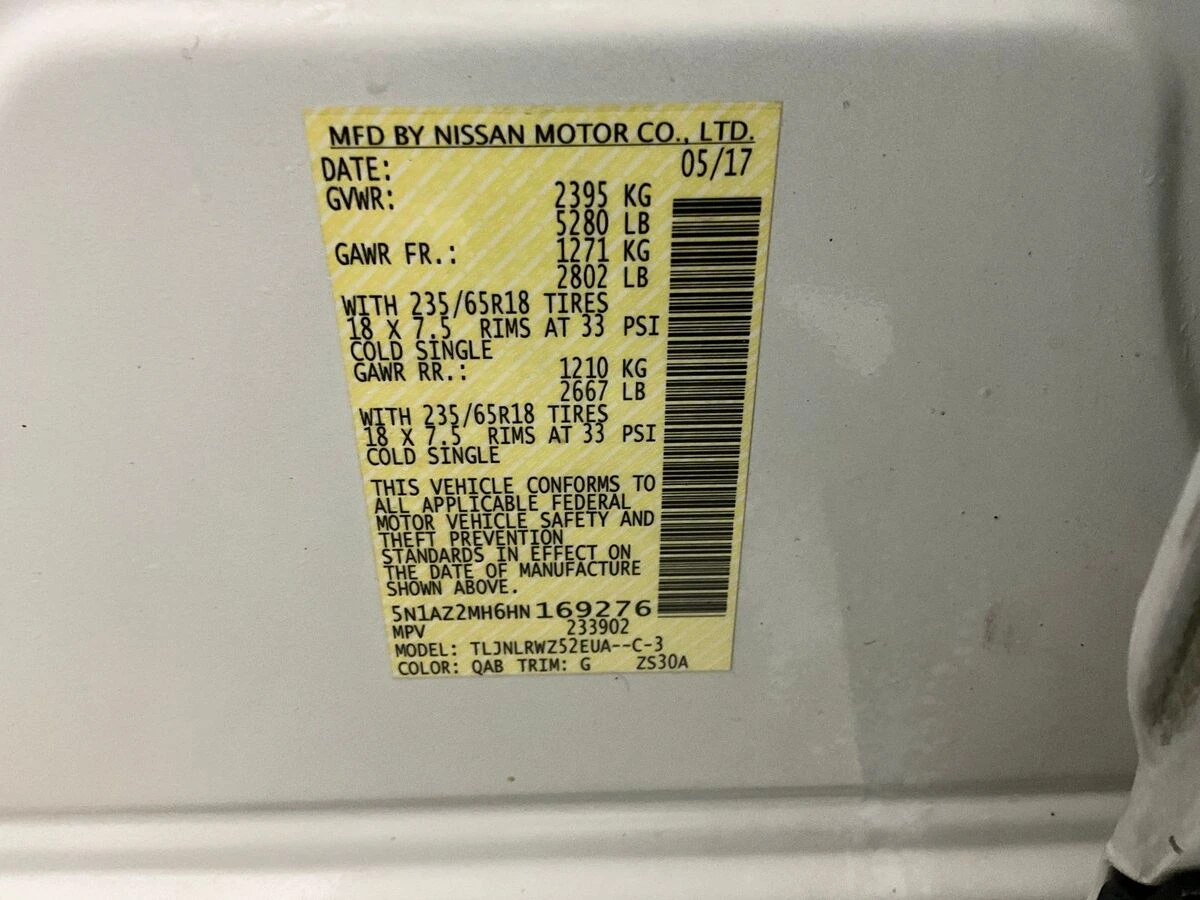 MFD BY NISSAN MOTOR CO., LTD.
DATE: 05/17
GVWR: 2395 KG
5280 LB
GAWR FR.: 1271 KG
2802 LB
WITH 235/65R18 TIRES
18 X 7.5 RIMS AT 33 PSI
COLD SINGLE
GAWR RR.: 1210 KG
2667 LB
WITH 235/65R18 TIRES
18 X 7.5 RIMS AT 33 PSI
COLD SINGLE
THIS VEHICLE CONFORMS TO
ALL APPLICABLE FEDERAL
MOTOR VEHICLE SAFETY AND
THEFT PREVENTION
STANDARDS IN EFFECT ON
THE DATE OF MANUFACTURE
SHOWN ABOVE.
5N1AZ2MH6HN 169276
MPV 233902
MODEL: TLJNLRWZ52EUA--C-3
COLOR: QAB TRIM: G ZS30A